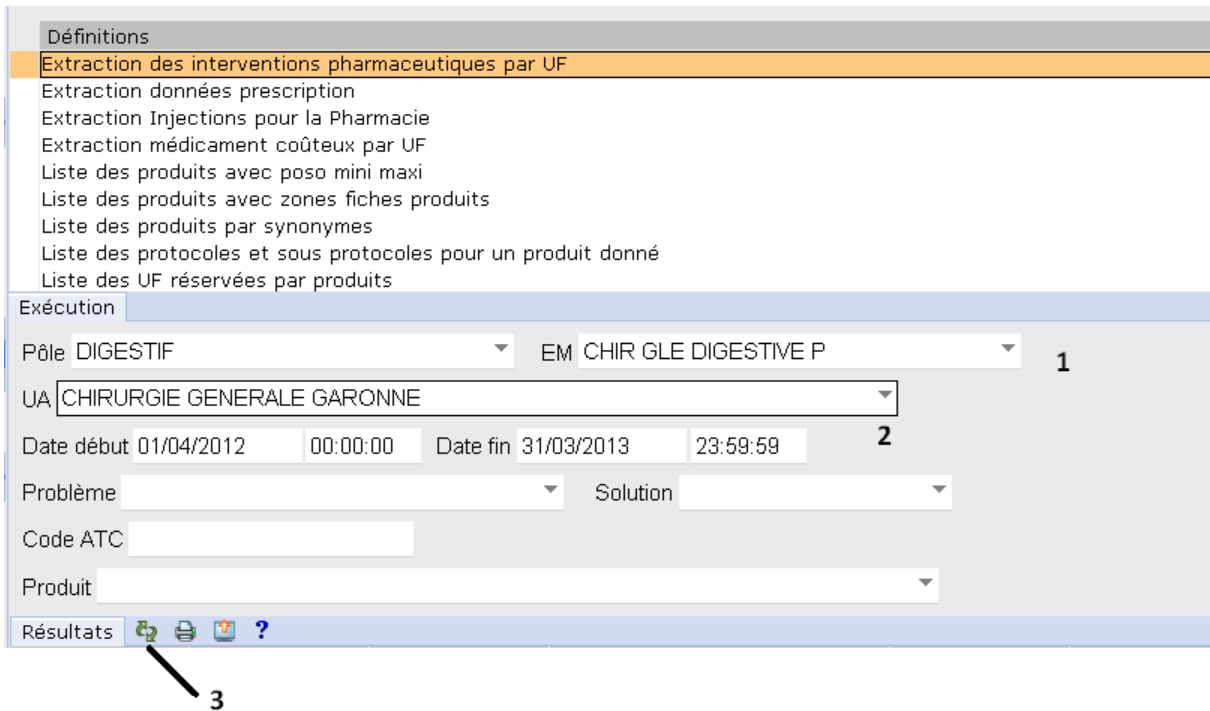 Définitions
Extraction des interventions pharmaceutiques par UF
Extraction données prescription
Extraction Injections pour la Pharmacie
Extraction médicament coûteux par UF
Liste des produits avec poso mini maxi
Liste des produits avec zones fiches produits
Liste des produits par synonymes
Liste des protocoles et sous protocoles pour un produit donné
Liste des UF réservées par produits
Exécution
Pôle DIGESTIF EM CHIR GLE DIGESTIVE P 1
UA CHIRURGIE GENERALE GARONNE
2
Date début 01/04/2012 00:00:00 Date fin 31/03/2013 23:59:59
Problème Solution
Code ATC
Produit
Résultats ?
3